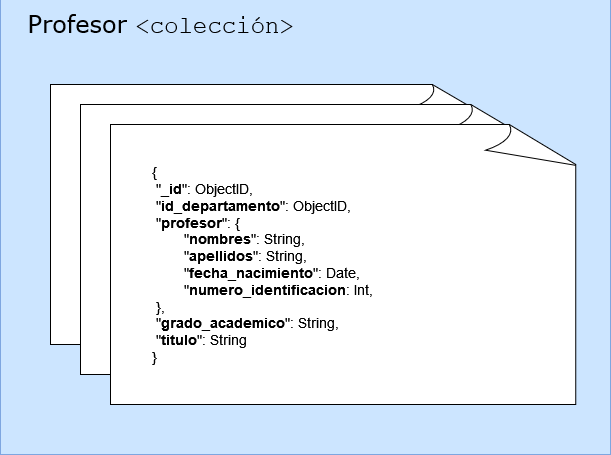 Profesor <colección>
{
"_id": ObjectID,
"id_departamento": ObjectID,
"profesor": {
"nombres": String,
"apellidos": String,
"fecha_nacimiento": Date,
"numero_identificacion: Int,
},
"grado_academico": String,
"titulo": String
}